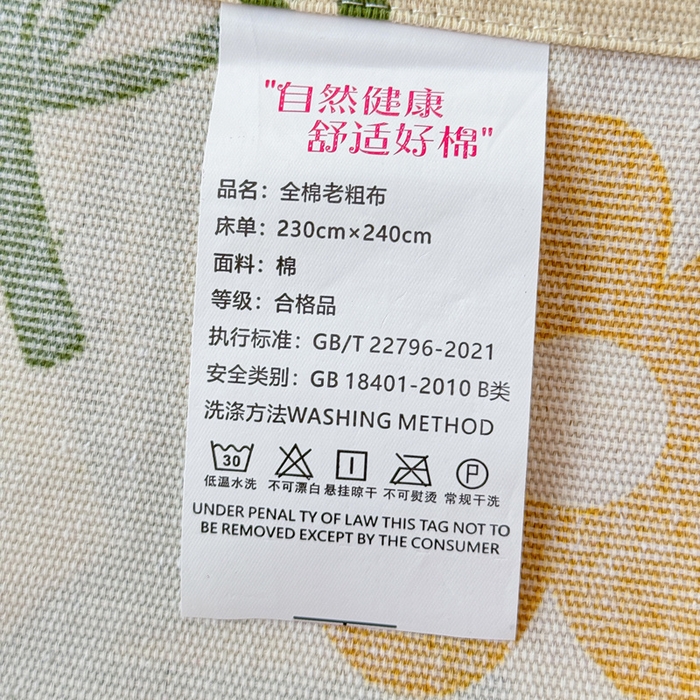 "自然健康
舒适好棉"
品名：全棉老粗布
床单：230cm×240cm
面料：棉
等级：合格品
执行标准：GB/T 22796-2021
安全类别：GB 18401-2010 B类
洗涤方法WASHING METHOD
30 P
低温水洗 不可漂白 悬挂晾干 不可熨烫 常规干洗
UNDER PENAL TY OF LAW THIS TAG NOT TO
BE REMOVED EXCEPT BY THE CONSUMER